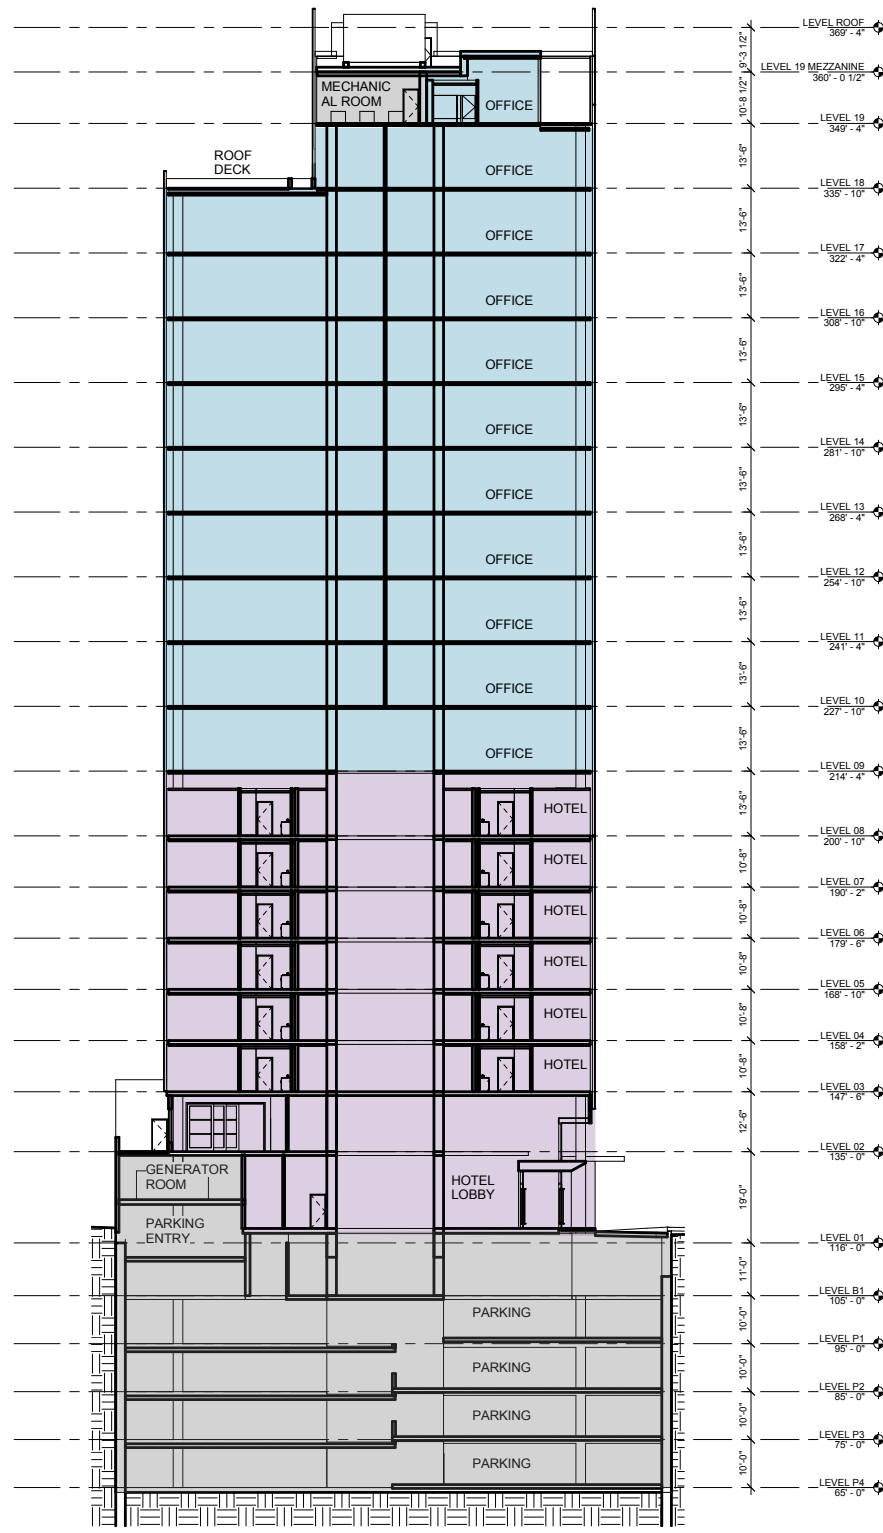 LEVEL ROOF
369' - 4"
9'-3 1/2"
LEVEL 19 MEZZANINE
360' - 0 1/2"
MECHANIC
AL ROOM
OFFICE
10'-8 1/2"
LEVEL 19
349' - 4"
ROOF
DECK
OFFICE
13'-6"
LEVEL 18
335' - 10"
OFFICE
13'-6"
LEVEL 17
322' - 4"
OFFICE
13'-6"
LEVEL 16
308' - 10"
OFFICE
13'-6"
LEVEL 15
295' - 4"
OFFICE
13'-6"
LEVEL 14
281' - 10"
OFFICE
13'-6"
LEVEL 13
268' - 4"
OFFICE
13'-6"
LEVEL 12
254' - 10"
OFFICE
13'-6"
LEVEL 11
241' - 4"
OFFICE
13'-6"
LEVEL 10
227' - 10"
OFFICE
13'-6"
LEVEL 09
214' - 4"
HOTEL
13'-6"
LEVEL 08
200' - 10"
HOTEL
10'-8"
LEVEL 07
190' - 2"
HOTEL
10'-8"
LEVEL 06
179' - 6"
HOTEL
10'-8"
LEVEL 05
168' - 10"
HOTEL
10'-8"
LEVEL 04
158' - 2"
HOTEL
10'-8"
LEVEL 03
147' - 6"
12'-6"
LEVEL 02
135' - 0"
GENERATOR
ROOM
HOTEL
LOBBY
19'-0"
PARKING
ENTRY
LEVEL 01
116' - 0"
11'-0"
LEVEL B1
105' - 0"
PARKING
10'-0"
LEVEL P1
95' - 0"
PARKING
10'-0"
LEVEL P2
85' - 0"
PARKING
10'-0"
LEVEL P3
75' - 0"
PARKING
10'-0"
LEVEL P4
65' - 0"